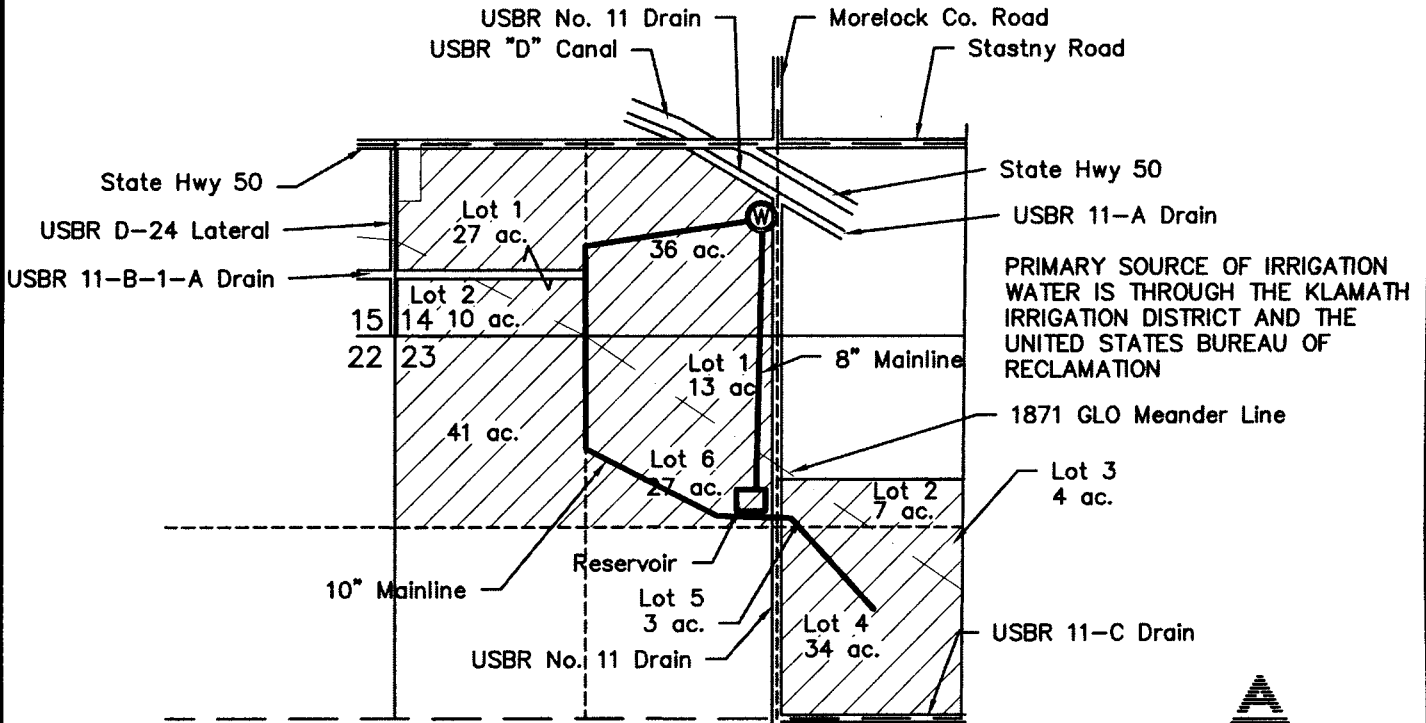 USBR No. 11 Drain
USBR "D" Canal
Morelock Co. Road
Stastny Road
State Hwy 50
USBR D-24 Lateral
USBR 11-B-1-A Drain
State Hwy 50
USBR 11-A Drain
Lot 1
27 ac.
W
36 ac.
Lot 2
10 ac.
15
14
22
23
PRIMARY SOURCE OF IRRIGATION
WATER IS THROUGH THE KLAMATH
IRRIGATION DISTRICT AND THE
UNITED STATES BUREAU OF
RECLAMATION
Lot 1
13 ac
8" Mainline
1871 GLO Meander Line
41 ac.
Lot 6
27 ac.
Lot 2
7 ac.
Lot 3
4 ac.
Reservoir
10" Mainline
Lot 5
3 ac.
Lot 4
34 ac.
USBR No. 11 Drain
USBR 11-C Drain